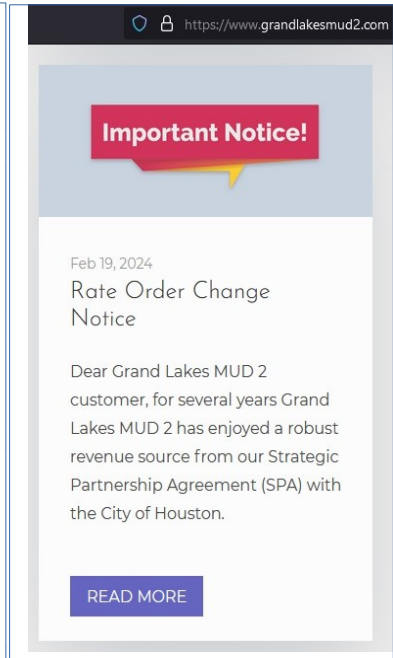 https://www.grandlakesmud2.com
Important Notice!
Feb 19, 2024
Rate Order Change
Notice
Dear Grand Lakes MUD 2
customer, for several years Grand
Lakes MUD 2 has enjoyed a robust
revenue source from our Strategic
Partnership Agreement (SPA) with
the City of Houston.
READ MORE